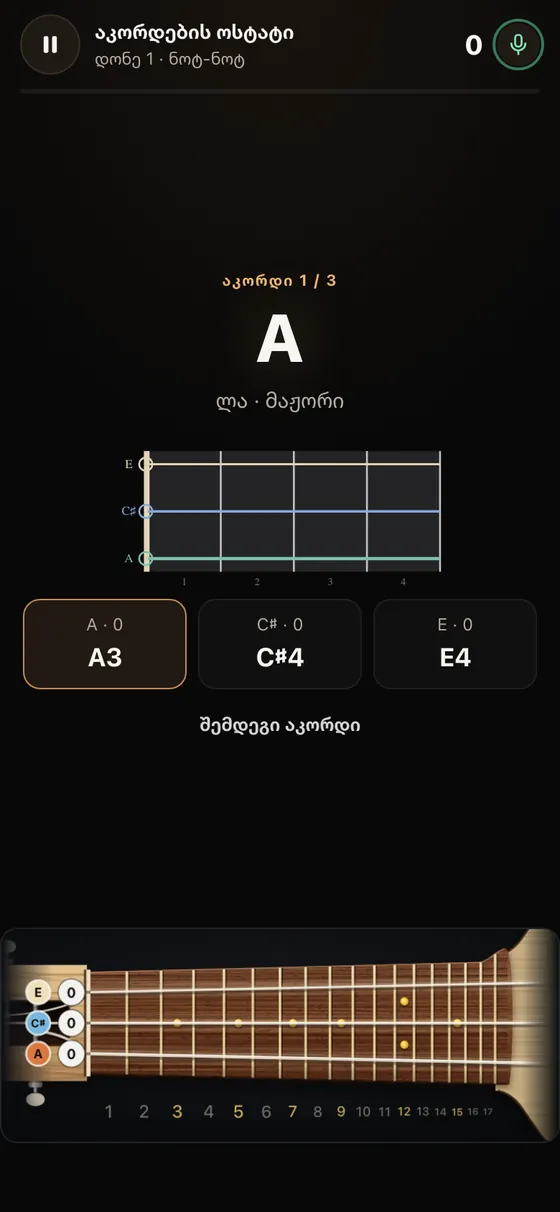 აკორდების ოსტატი
დონე 1 · ნოტ-ნოტ
0
აკორდი 1 / 3
A
ლა · მაჟორი
E
C♯
A
1 2 3 4
A · 0 C♯ · 0 E · 0
A3 C♯4 E4
შემდეგი აკორდი
E 0
C♯ 0
A 0
1 2 3 4 5 6 7 8 9 10 11 12 13 14 15 16 17